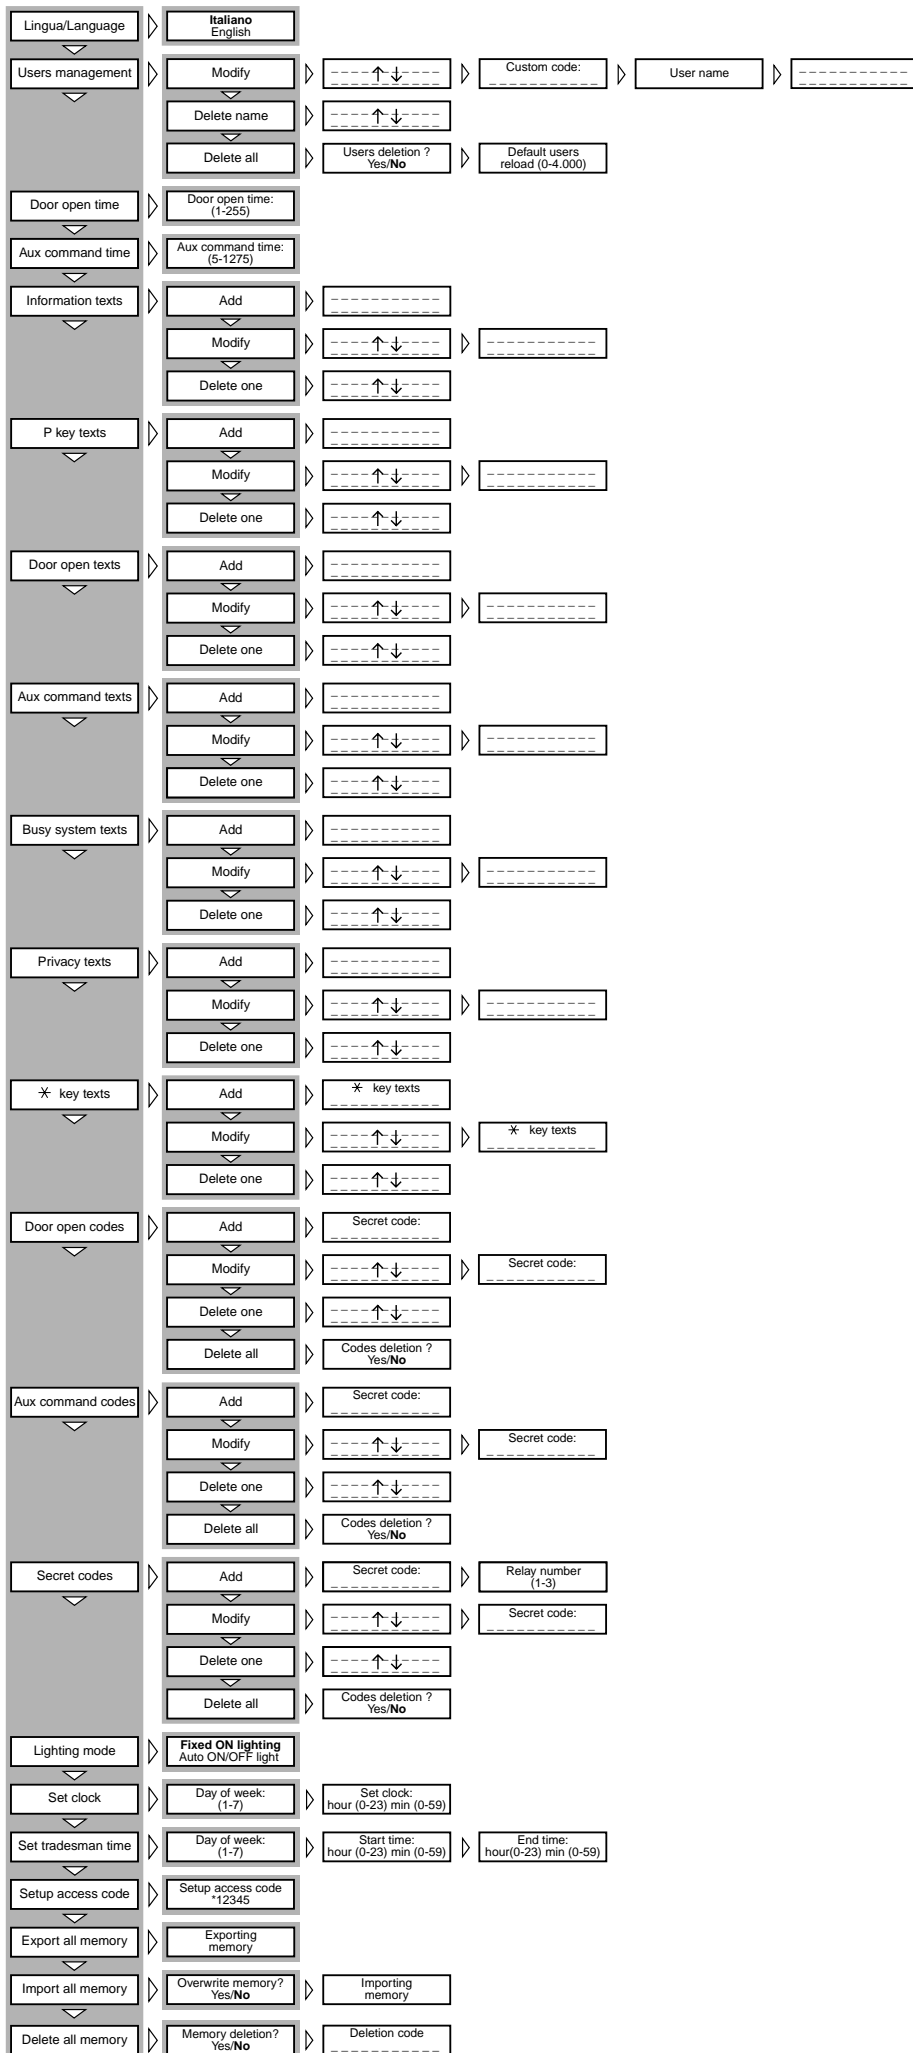 Lingua/Language
Italiano
English
Users management
Modify
Custom code:
User name
Delete name
Delete all
Users deletion ?
Yes/No
Default users
reload (0-4.000)
Door open time
Door open time:
(1-255)
Aux command time
Aux command time:
(5-1275)
Information texts
Add
Modify
Delete one
P key texts
Add
Modify
Delete one
Door open texts
Add
Modify
Delete one
Aux command texts
Add
Modify
Delete one
Busy system texts
Add
Modify
Delete one
Privacy texts
Add
Modify
Delete one
* key texts
Add
* key texts
Modify
* key texts
Delete one
Door open codes
Add
Secret code:
Modify
Secret code:
Delete one
Delete all
Codes deletion ?
Yes/No
Aux command codes
Add
Secret code:
Modify
Secret code:
Delete one
Delete all
Codes deletion ?
Yes/No
Secret codes
Add
Secret code:
Relay number
(1-3)
Modify
Secret code:
Delete one
Delete all
Codes deletion ?
Yes/No
Lighting mode
Fixed ON lighting
Auto ON/OFF light
Set clock
Day of week:
(1-7)
Set clock:
hour (0-23) min (0-59)
Set tradesman time
Day of week:
(1-7)
Start time:
hour (0-23) min (0-59)
End time:
hour(0-23) min (0-59)
Setup access code
Setup access code
*12345
Export all memory
Exporting
memory
Import all memory
Overwrite memory?
Yes/No
Importing
memory
Delete all memory
Memory deletion?
Yes/No
Deletion code